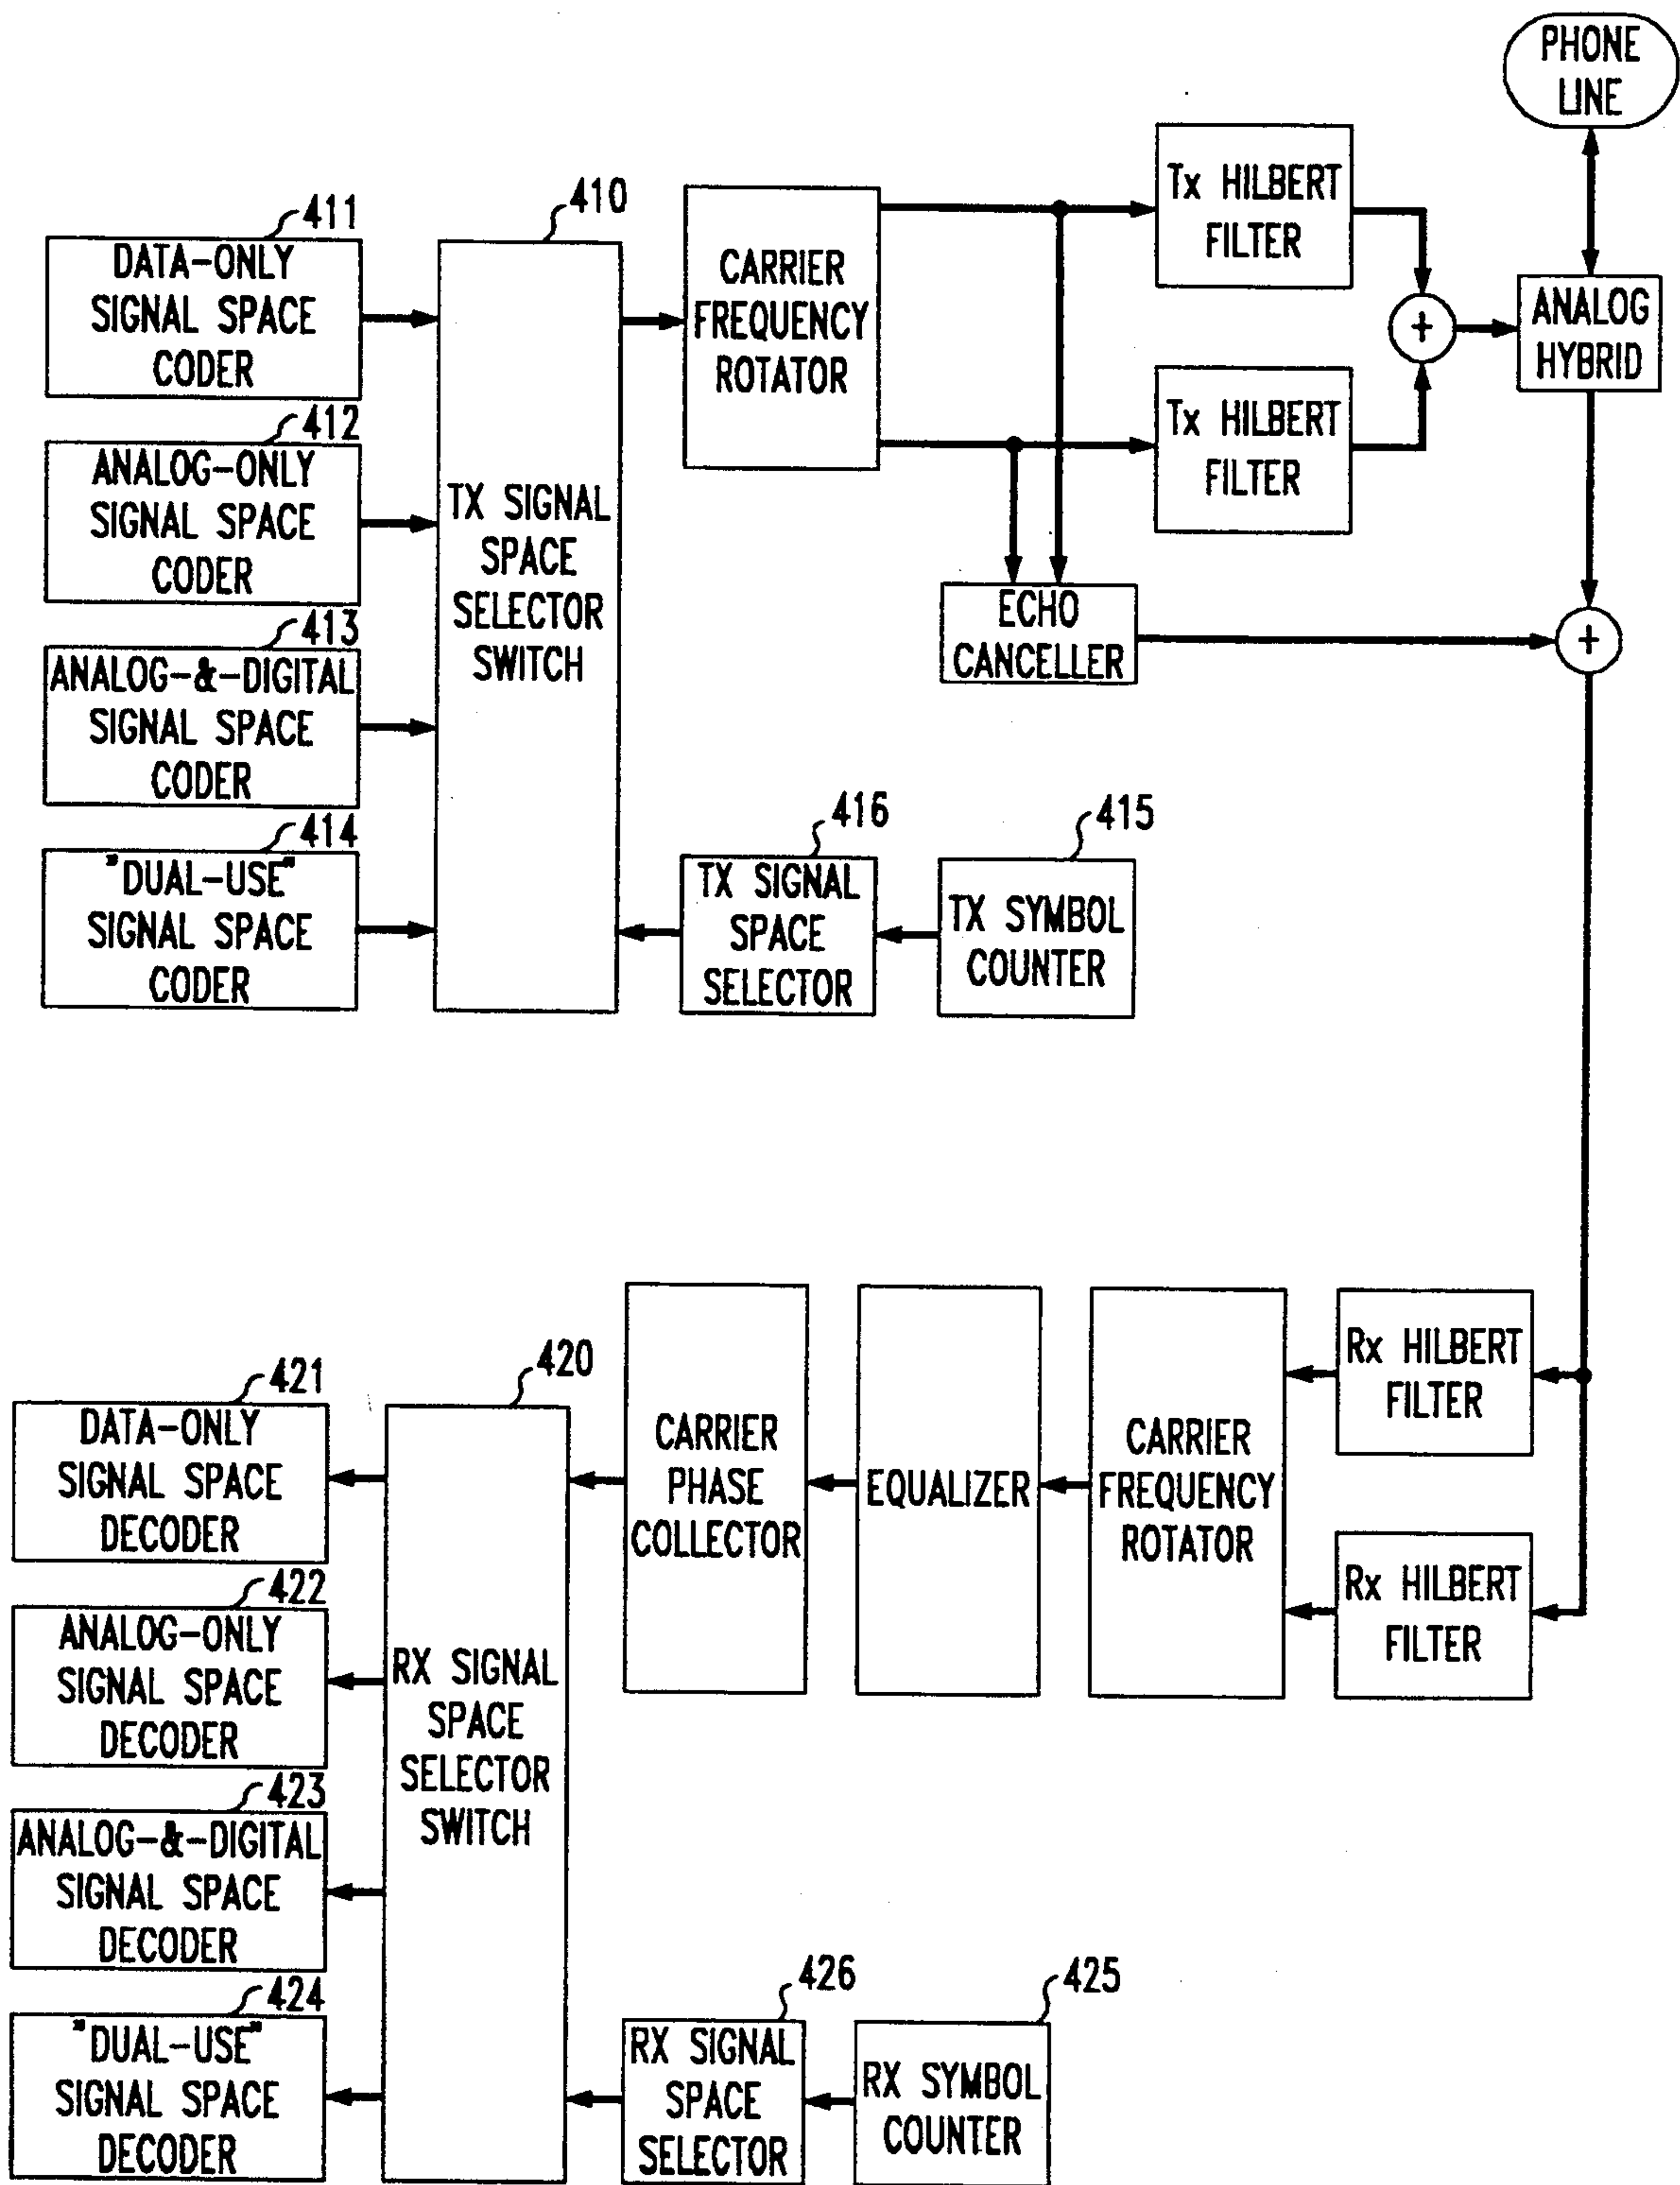 PHONE
LINE
411
DATA-ONLY
SIGNAL SPACE
CODER
412
ANALOG-ONLY
SIGNAL SPACE
CODER
413
ANALOG-&-DIGITAL
SIGNAL SPACE
CODER
414
"DUAL-USE"
SIGNAL SPACE
CODER
410
TX SIGNAL
SPACE
SELECTOR
SWITCH
CARRIER
FREQUENCY
ROTATOR
Tx HILBERT
FILTER
Tx HILBERT
FILTER
+
ANALOG
HYBRID
ECHO
CANCELLER
+
416
TX SIGNAL
SPACE
SELECTOR
415
TX SYMBOL
COUNTER
421
DATA-ONLY
SIGNAL SPACE
DECODER
422
ANALOG-ONLY
SIGNAL SPACE
DECODER
423
ANALOG-&-DIGITAL
SIGNAL SPACE
DECODER
424
"DUAL-USE"
SIGNAL SPACE
DECODER
420
RX SIGNAL
SPACE
SELECTOR
SWITCH
CARRIER
PHASE
COLLECTOR
EQUALIZER
CARRIER
FREQUENCY
ROTATOR
Rx HILBERT
FILTER
Rx HILBERT
FILTER
426
RX SIGNAL
SPACE
SELECTOR
425
RX SYMBOL
COUNTER